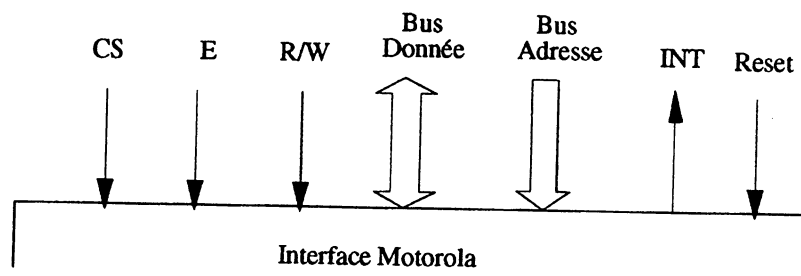 CS
E
R/W
Bus
Donnée
Bus
Adresse
INT
Reset
Interface Motorola